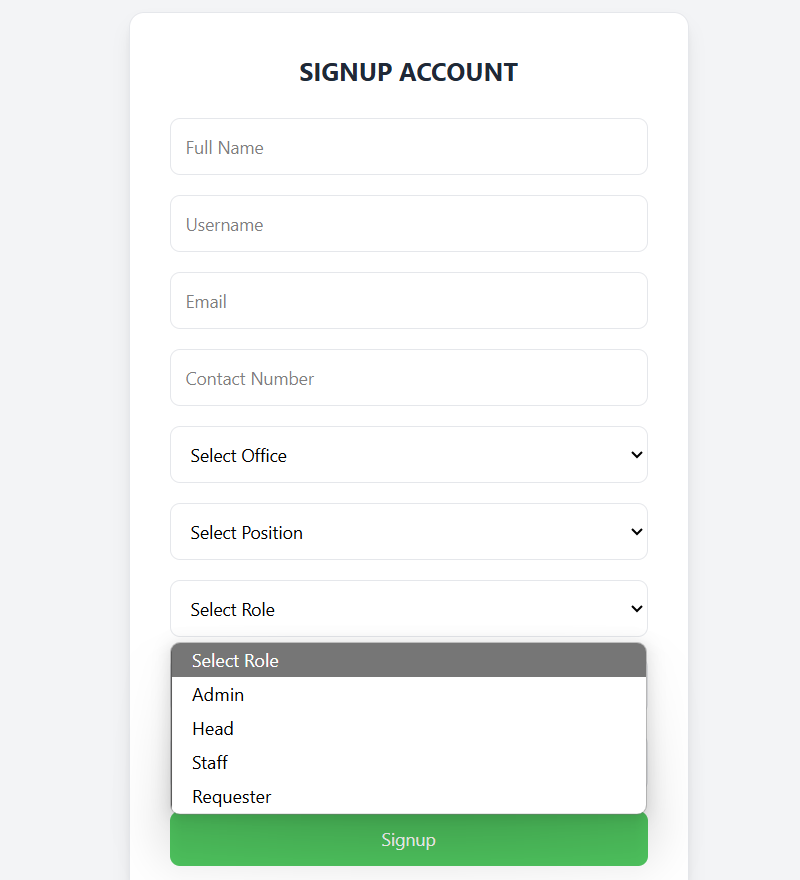 SIGNUP ACCOUNT
Full Name
Username
Email
Contact Number
Select Office
Select Position
Select Role
Select Role
Admin
Head
Staff
Requester
Signup